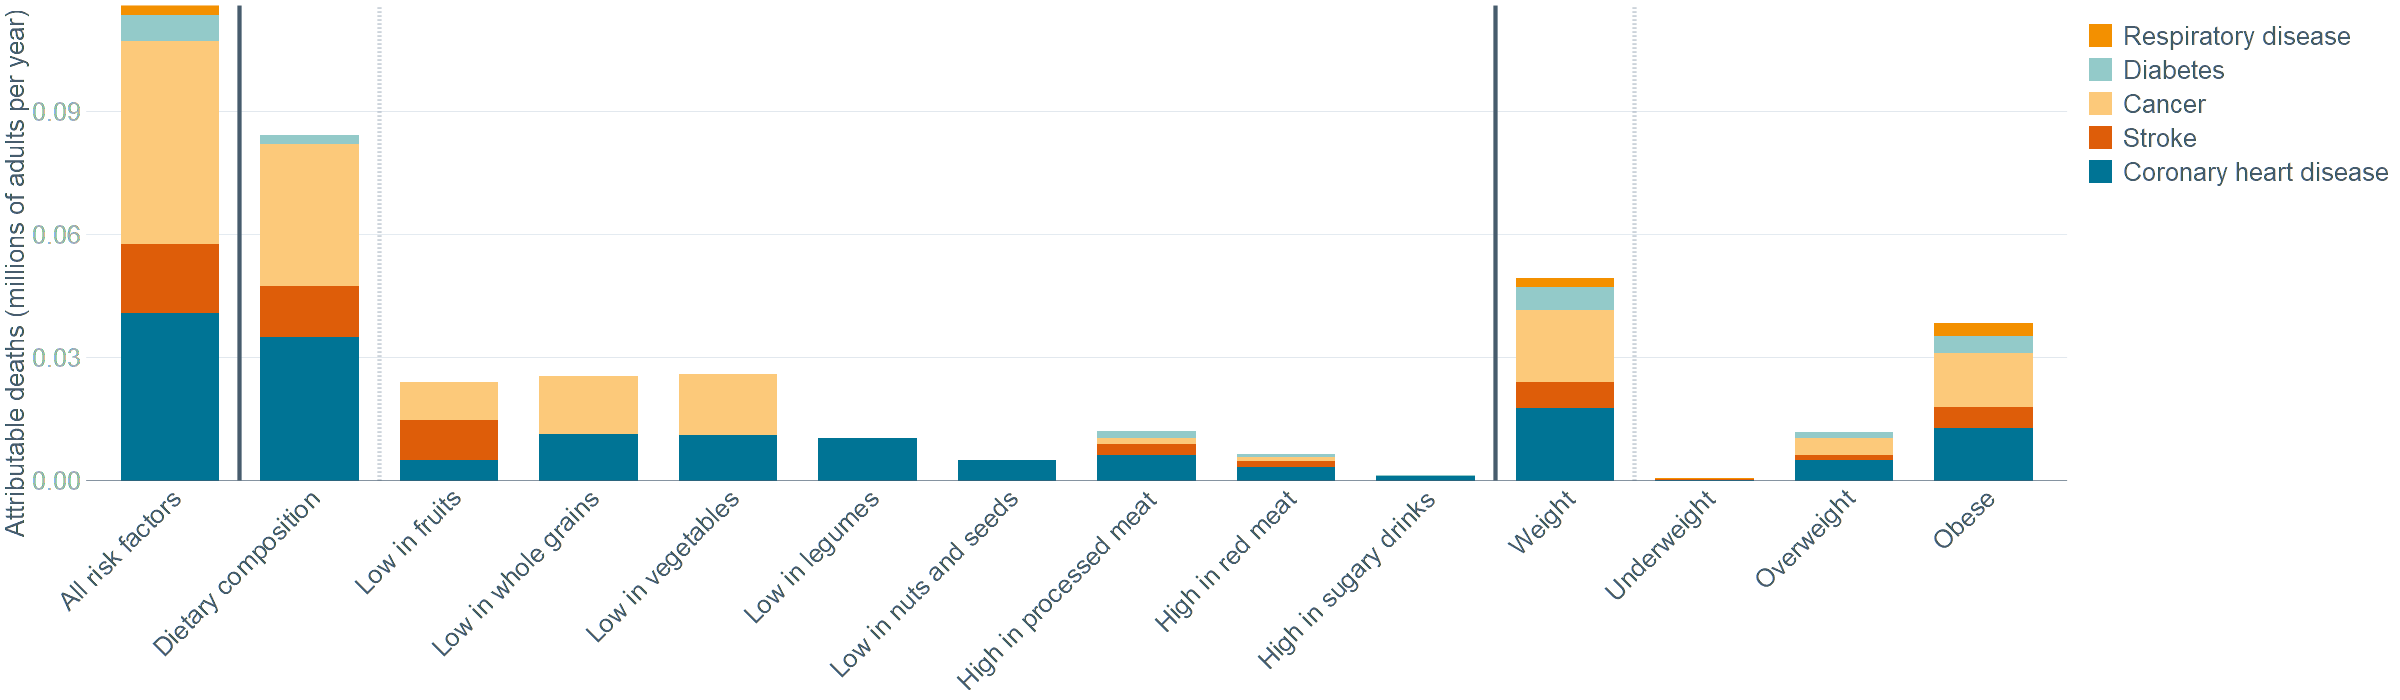 Attributable deaths (millions of adults per year)
0.09
0.06
0.03
0.00
All risk factors
Dietary composition
Low in fruits
Low in whole grains
Low in vegetables
Low in legumes
Low in nuts and seeds
High in processed meat
High in red meat
High in sugary drinks
Weight
Underweight
Overweight
Obese
Respiratory disease
Diabetes
Cancer
Stroke
Coronary heart disease